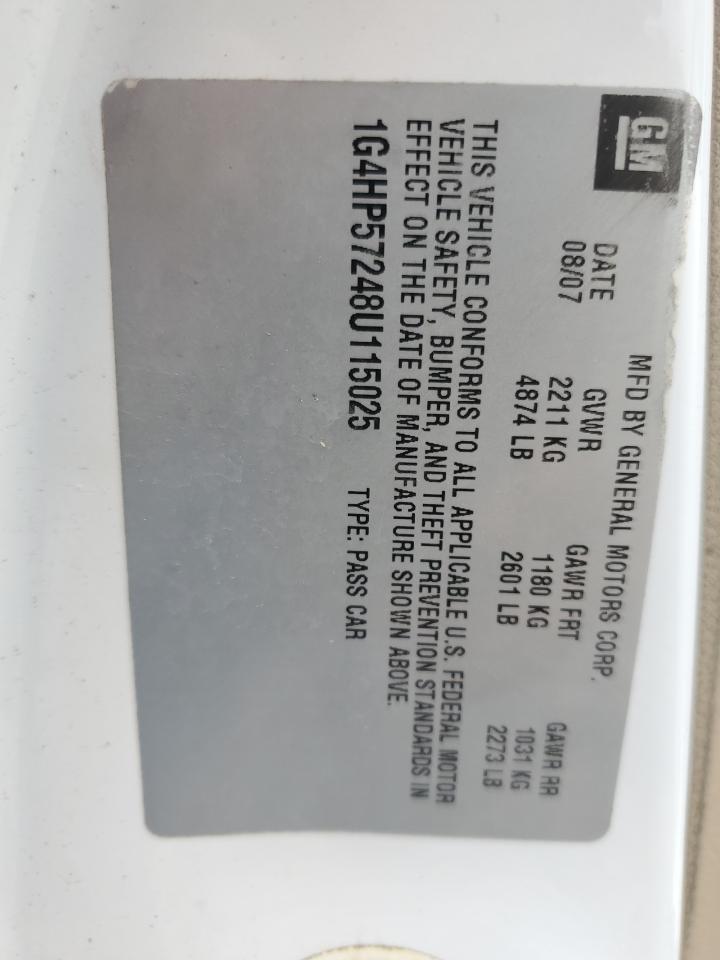 GM
MFD BY GENERAL MOTORS CORP.
DATE GVWR GAWR FRT GAWR RR
08/07 2211 KG 1180 KG 1031 KG
4874 LB 2601 LB 2273 LB
THIS VEHICLE CONFORMS TO ALL APPLICABLE U.S. FEDERAL MOTOR
VEHICLE SAFETY, BUMPER, AND THEFT PREVENTION STANDARDS IN
EFFECT ON THE DATE OF MANUFACTURE SHOWN ABOVE.
1G4HP57248U115025 TYPE: PASS CAR